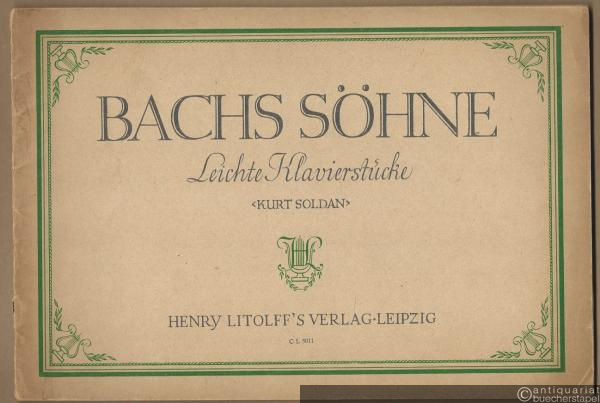 BACHS SÖHNE
Leichte Klavierstücke
<KURT SOLDAN>
HENRY LITOLFF'S VERLAG·LEIPZIG
C. L. 5011
antiquariat
buecherstapel